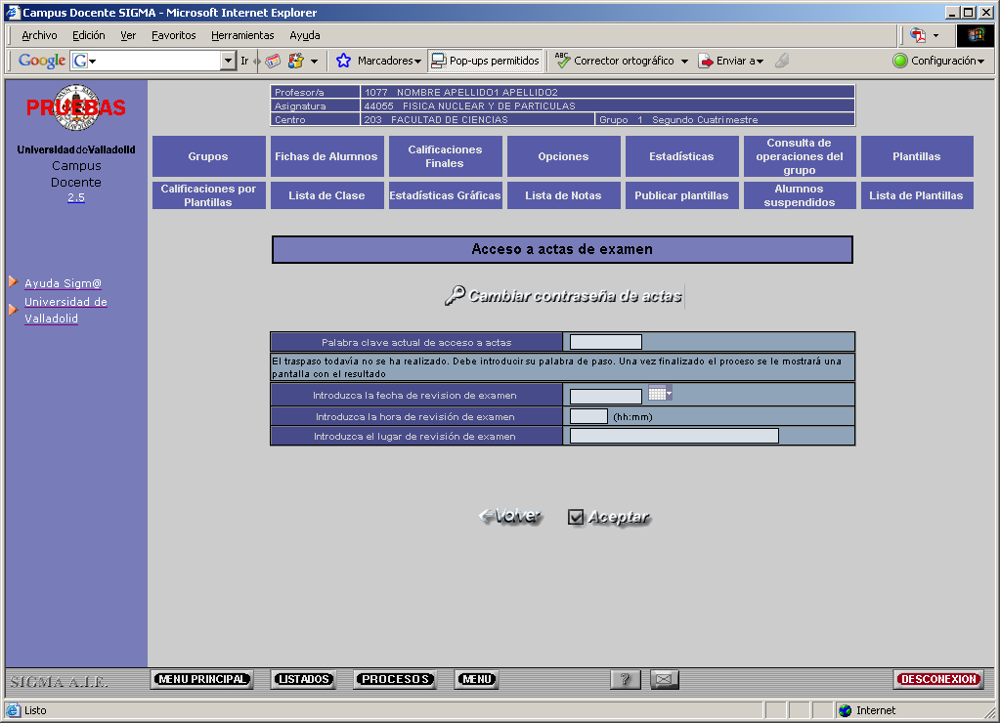 Campus Docente SIGMA - Microsoft Internet Explorer
Archivo Edición Ver Favoritos Herramientas Ayuda
Google G Ir Marcadores Pop-ups permitidos ABC Corrector ortográfico Enviar a Configuración
PRUEBAS
Universidad de Valladolid
Campus
Docente
2.5
Ayuda Sigm@
Universidad de
Valladolid
Profesor/a 1077 NOMBRE APELLIDO1 APELLIDO2
Asignatura 44055 FISICA NUCLEAR Y DE PARTICULAS
Centro 203 FACULTAD DE CIENCIAS Grupo 1 Segundo Cuatrimestre
Grupos
Fichas de Alumnos
Calificaciones
Finales
Opciones
Estadísticas
Consulta de
operaciones del
grupo
Plantillas
Calificaciones por
Plantillas
Lista de Clase
Estadísticas Gráficas
Lista de Notas
Publicar plantillas
Alumnos
suspendidos
Lista de Plantillas
Acceso a actas de examen
Cambiar contraseña de actas
Palabra clave actual de acceso a actas
El traspaso todavía no se ha realizado. Debe introducir su palabra de paso. Una vez finalizado el proceso se le mostrará una
pantalla con el resultado
Introduzca la fecha de revision de examen
Introduzca la hora de revisión de examen (hh:mm)
Introduzca el lugar de revisión de examen
Volver Aceptar
SIGMA A.I.E. MENU PRINCIPAL LISTADOS PROCESOS MENU ? DESCONEXION
Listo Internet